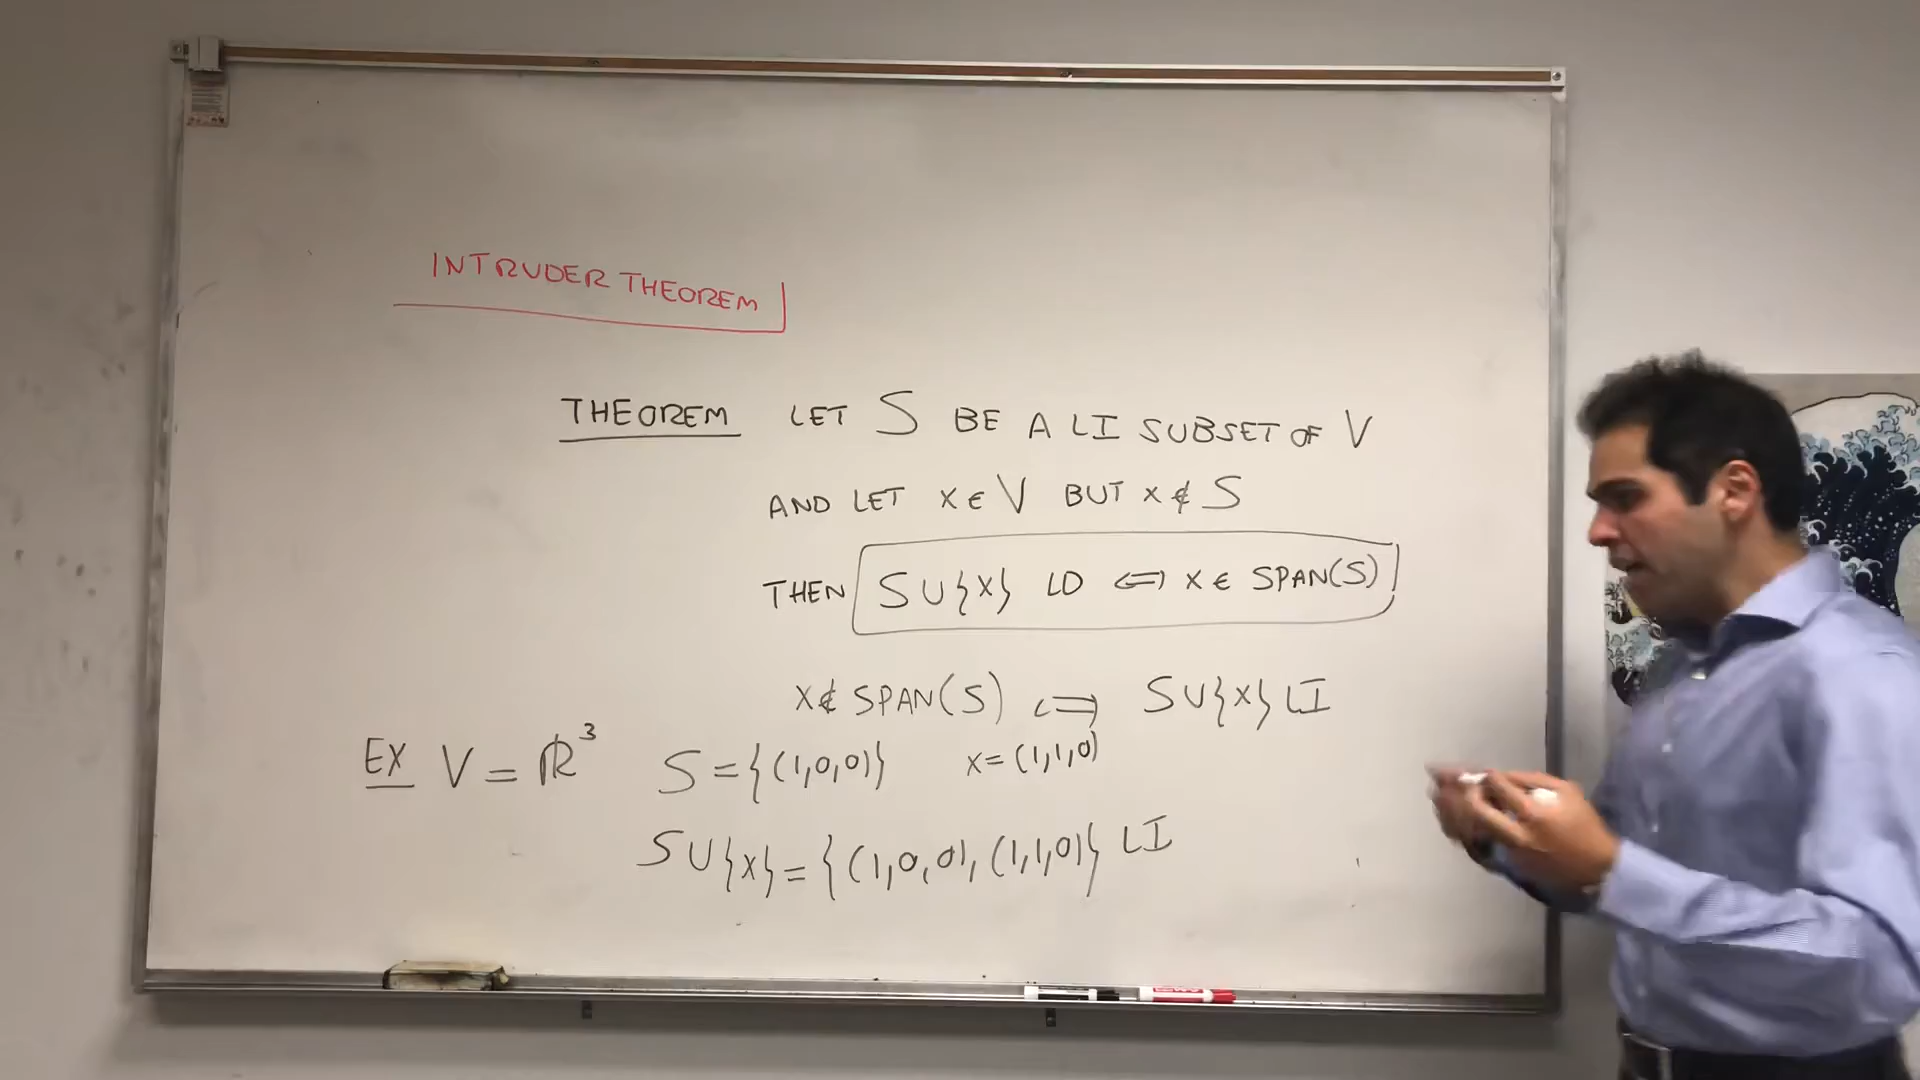 INTRUDER THEOREM
THEOREM LET S BE A LI SUBSET OF V
AND LET X ∈ V BUT X ∉ S
THEN S∪{X} LD ⟺ X ∈ SPAN(S)
X ∉ SPAN(S) ⟺ S∪{X} LI
EX V = ℝ³ S = {(1,0,0)} X = (1,1,0)
S∪{X} = {(1,0,0), (1,1,0)} LI